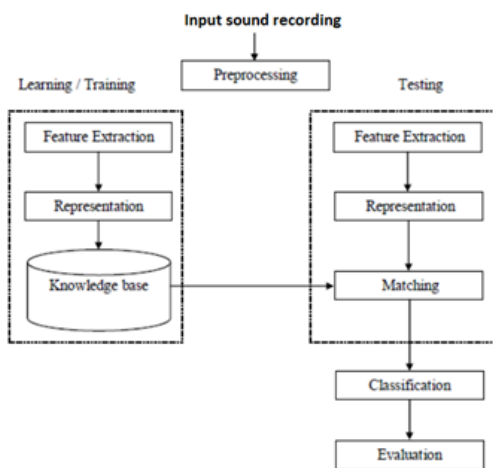 Input sound recording
Preprocessing
Learning / Training
Testing
Feature Extraction
Feature Extraction
Representation
Representation
Knowledge base
Matching
Classification
Evaluation